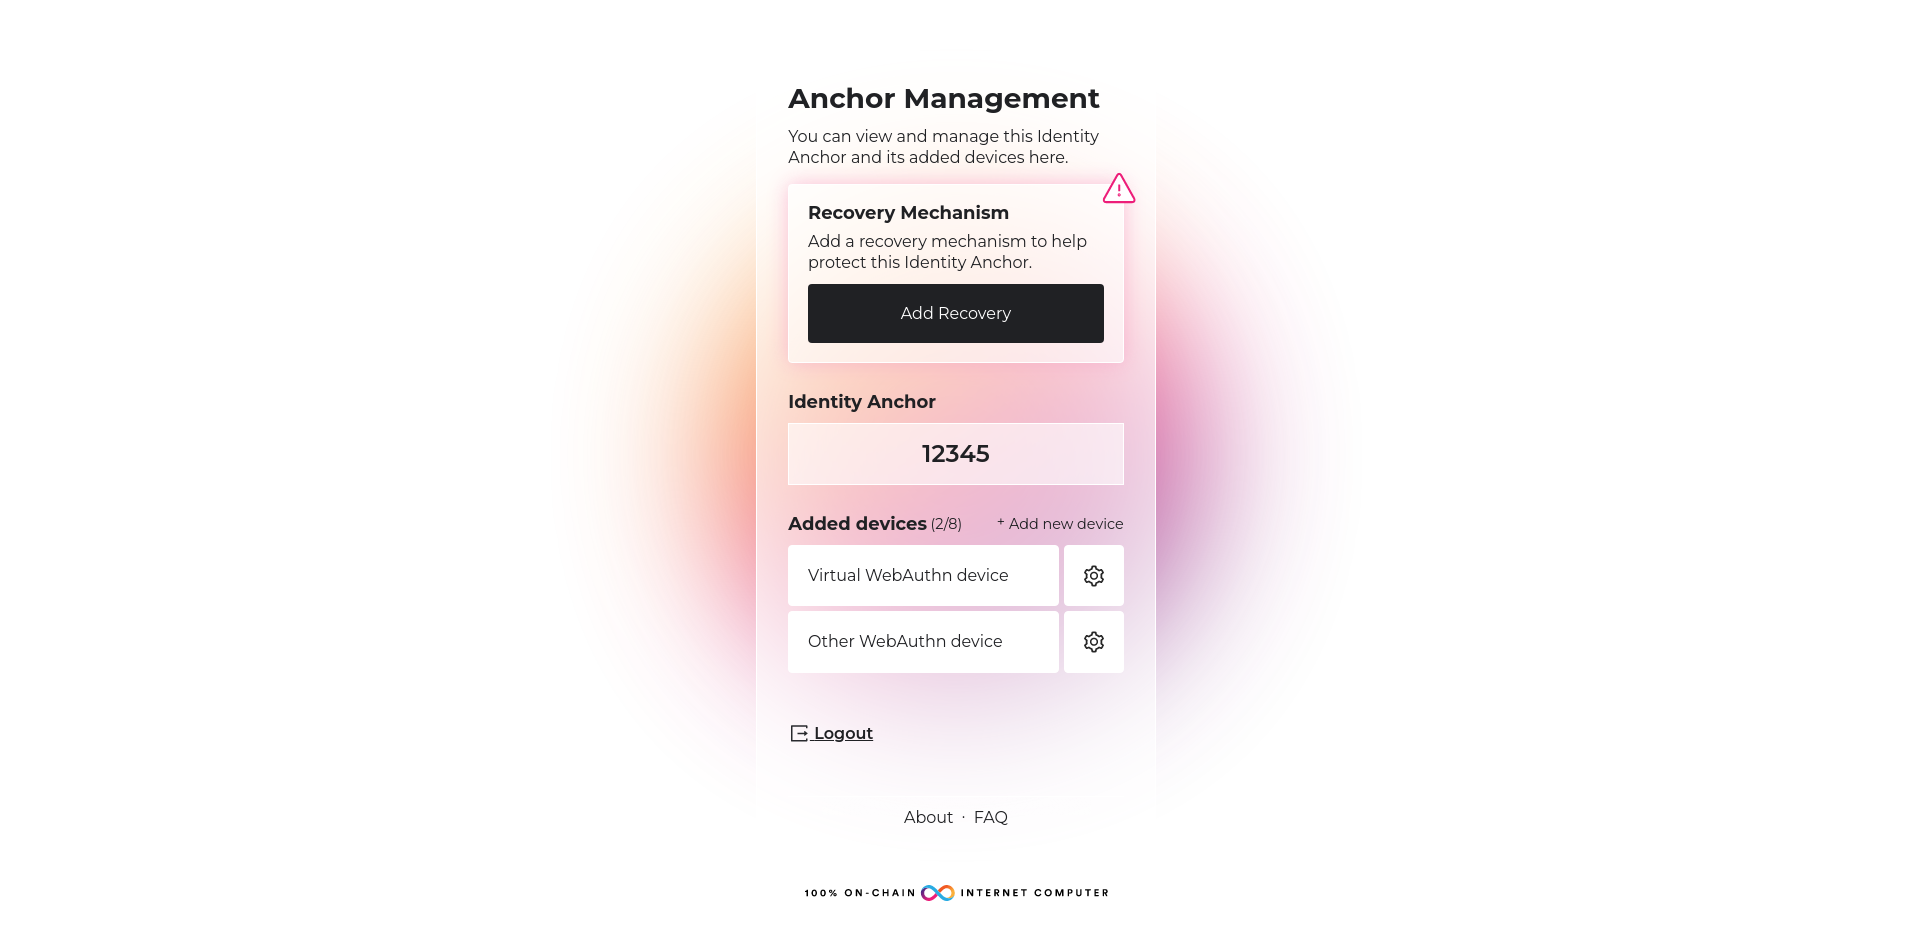 Anchor Management
You can view and manage this Identity
Anchor and its added devices here.
Recovery Mechanism
Add a recovery mechanism to help
protect this Identity Anchor.
Add Recovery
Identity Anchor
12345
Added devices (2/8) + Add new device
Virtual WebAuthn device
Other WebAuthn device
Logout
About · FAQ
100% ON-CHAIN INTERNET COMPUTER